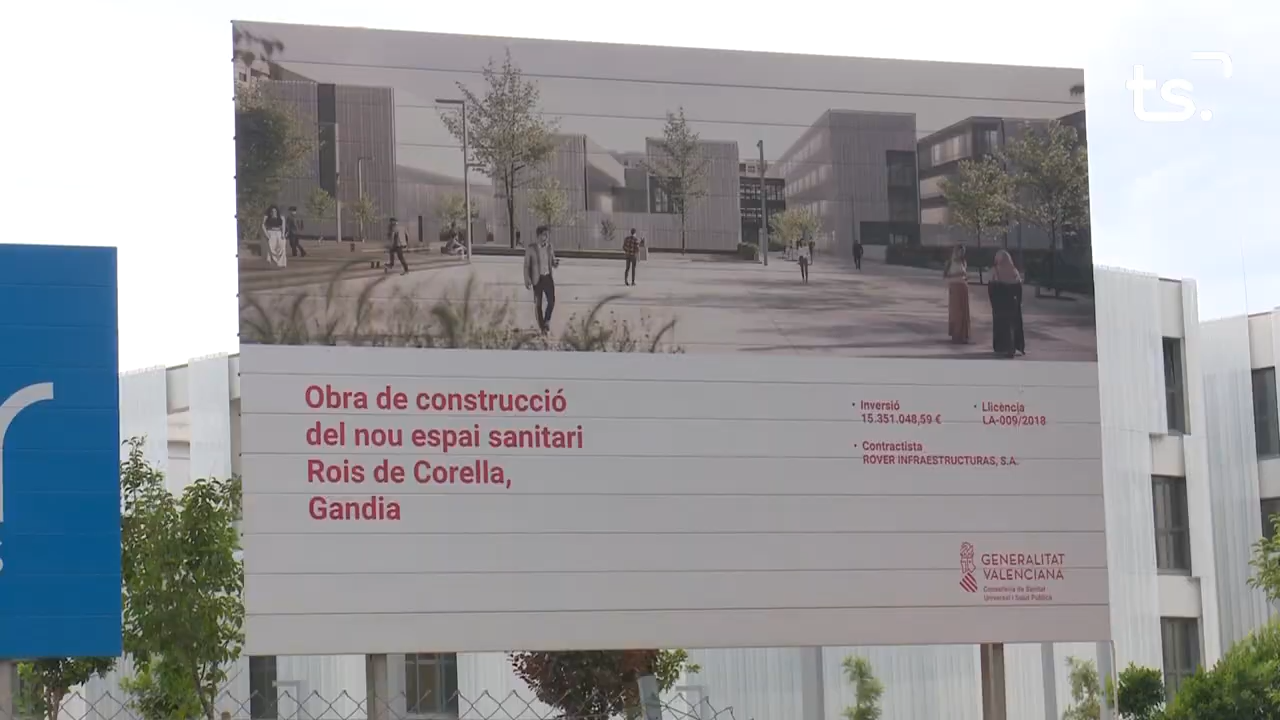 ts.
Obra de construcció
del nou espai sanitari
Rois de Corella,
Gandia
• Inversió
15.351.048,59 €
• Llicència
LA-009/2018
• Contractista
ROVER INFRAESTRUCTURAS, S.A.
GENERALITAT
VALENCIANA
Conselleria de Sanitat
Universal i Salut Pública